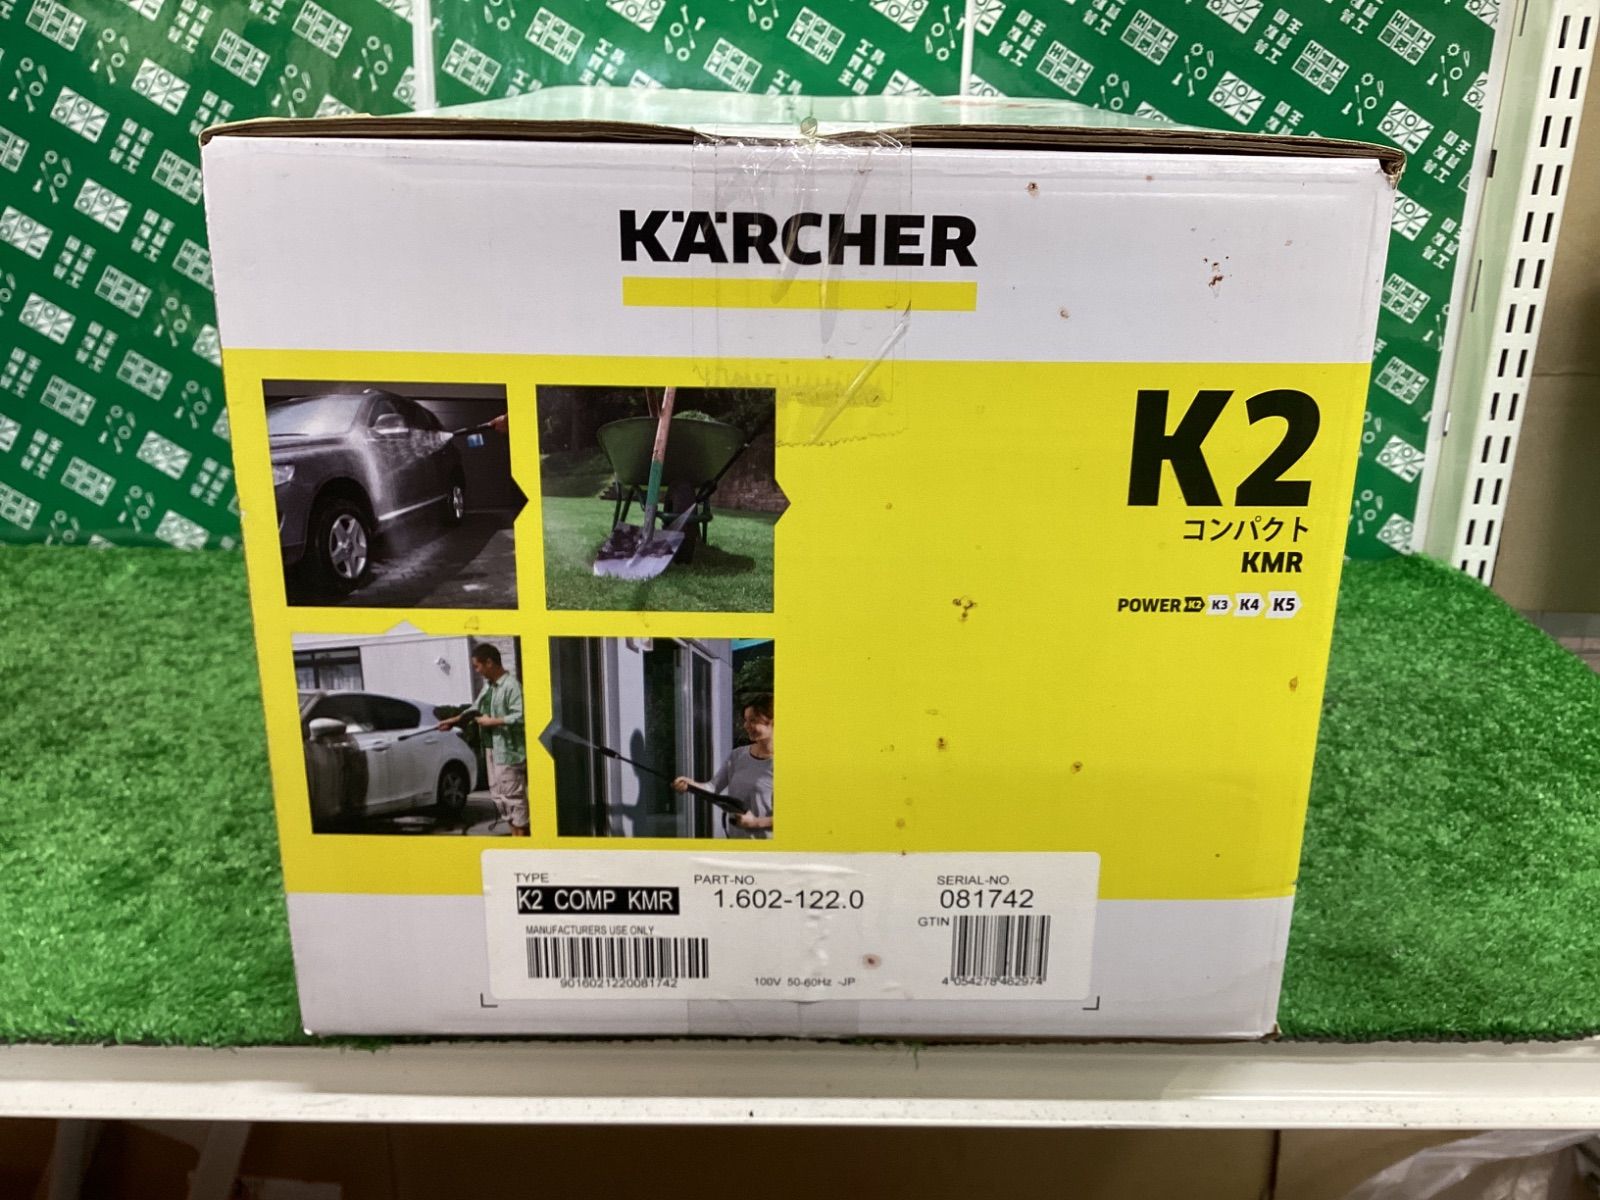 KÄRCHER
K2
コンパクト
KMR
POWER K2 K3 K4 K5
TYPE
K2 COMP KMR
PART-NO.
1.602-122.0
SERIAL-NO.
081742
MANUFACTURERS USE ONLY
9016021220081742
100V 50-60Hz -JP
GTIN
4 054278 462974